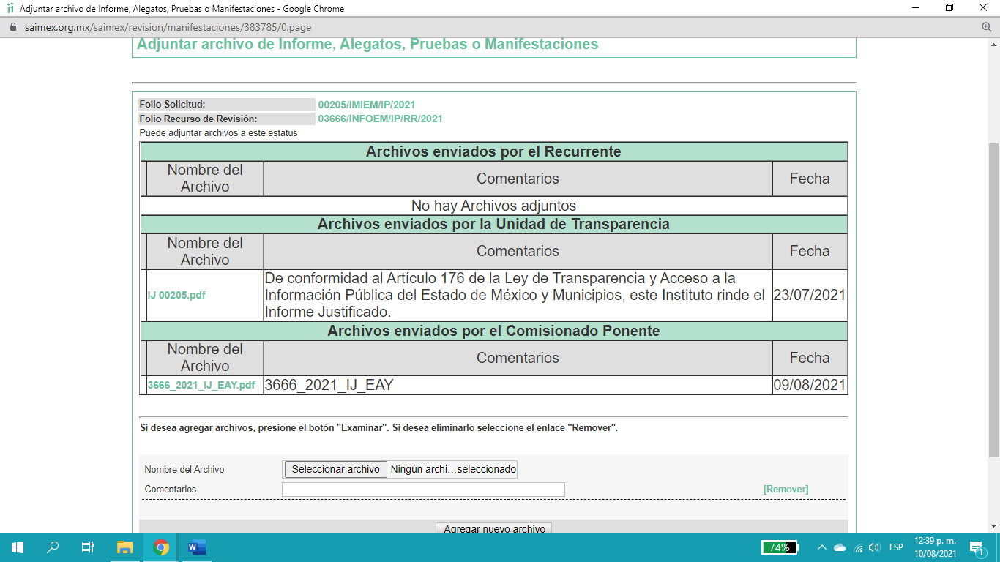 Adjuntar archivo de Informe, Alegatos, Pruebas o Manifestaciones - Google Chrome
saimex.org.mx/saimex/revision/manifestaciones/383785/0.page
Adjuntar archivo de Informe, Alegatos, Pruebas o Manifestaciones
Folio Solicitud: 00205/IMIEM/IP/2021
Folio Recurso de Revisión: 03666/INFOEM/IP/RR/2021
Puede adjuntar archivos a este estatus
Archivos enviados por el Recurrente
Nombre del
Archivo
Comentarios
Fecha
No hay Archivos adjuntos
Archivos enviados por la Unidad de Transparencia
Nombre del
Archivo
Comentarios
Fecha
IJ 00205.pdf
De conformidad al Artículo 176 de la Ley de Transparencia y Acceso a la
Información Pública del Estado de México y Municipios, este Instituto rinde el
Informe Justificado.
23/07/2021
Archivos enviados por el Comisionado Ponente
Nombre del
Archivo
Comentarios
Fecha
3666_2021_IJ_EAY.pdf
3666_2021_IJ_EAY
09/08/2021
Si desea agregar archivos, presione el botón "Examinar". Si desea eliminarlo seleccione el enlace "Remover".
Nombre del Archivo
Seleccionar archivo
Ningún archi...seleccionado
Comentarios
[Remover]
Agregar nuevo archivo
74%
ESP
12:39 p. m.
10/08/2021
1